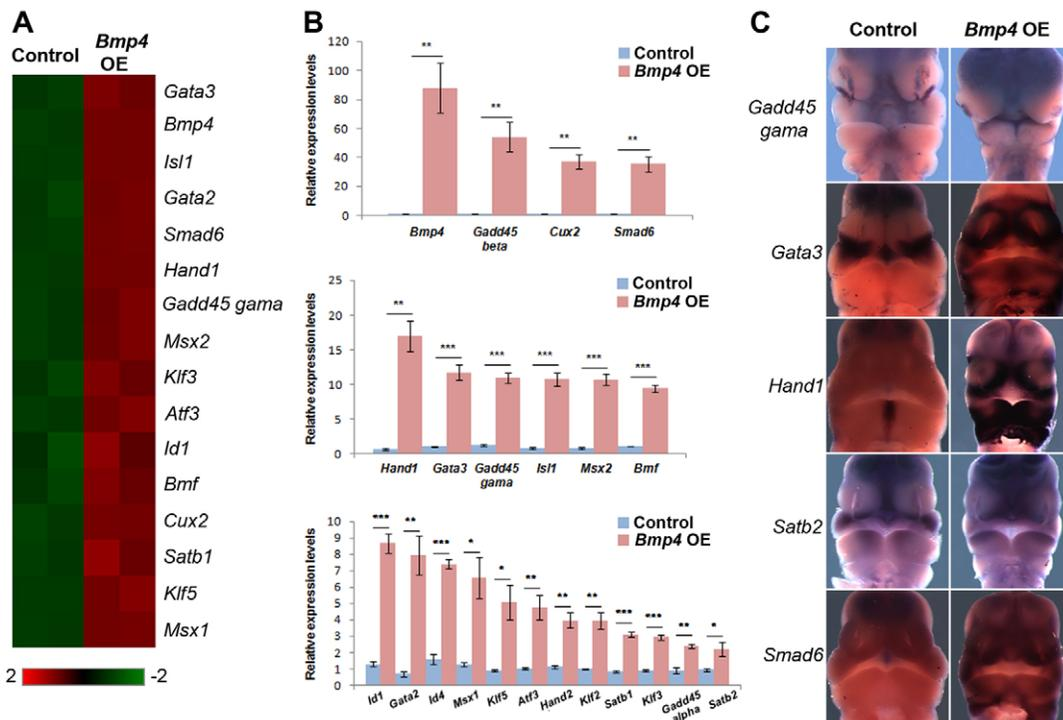 A
Control
Bmp4
OE
Gata3
Bmp4
Isl1
Gata2
Smad6
Hand1
Gadd45 gama
Msx2
Klf3
Atf3
Id1
Bmf
Cux2
Satb1
Klf5
Msx1
2
-2
B
Relative expression levels
120
100
80
60
40
20
0
**
**
**
**
Control
Bmp4 OE
Bmp4
Gadd45
beta
Cux2
Smad6
Relative expression levels
25
20
15
10
5
0
**
***
***
***
***
***
Control
Bmp4 OE
Hand1
Gata3
Gadd45
gama
Isl1
Msx2
Bmf
Relative expression levels
10
9
8
7
6
5
4
3
2
1
0
***
**
***
*
*
**
**
**
***
***
**
*
Control
Bmp4 OE
Id1
Gata2
Id4
Msx1
Klf5
Atf3
Hand2
Klf2
Satb1
Klf3
Gadd45
alpha
Satb2
C
Control
Bmp4 OE
Gadd45
gama
Gata3
Hand1
Satb2
Smad6